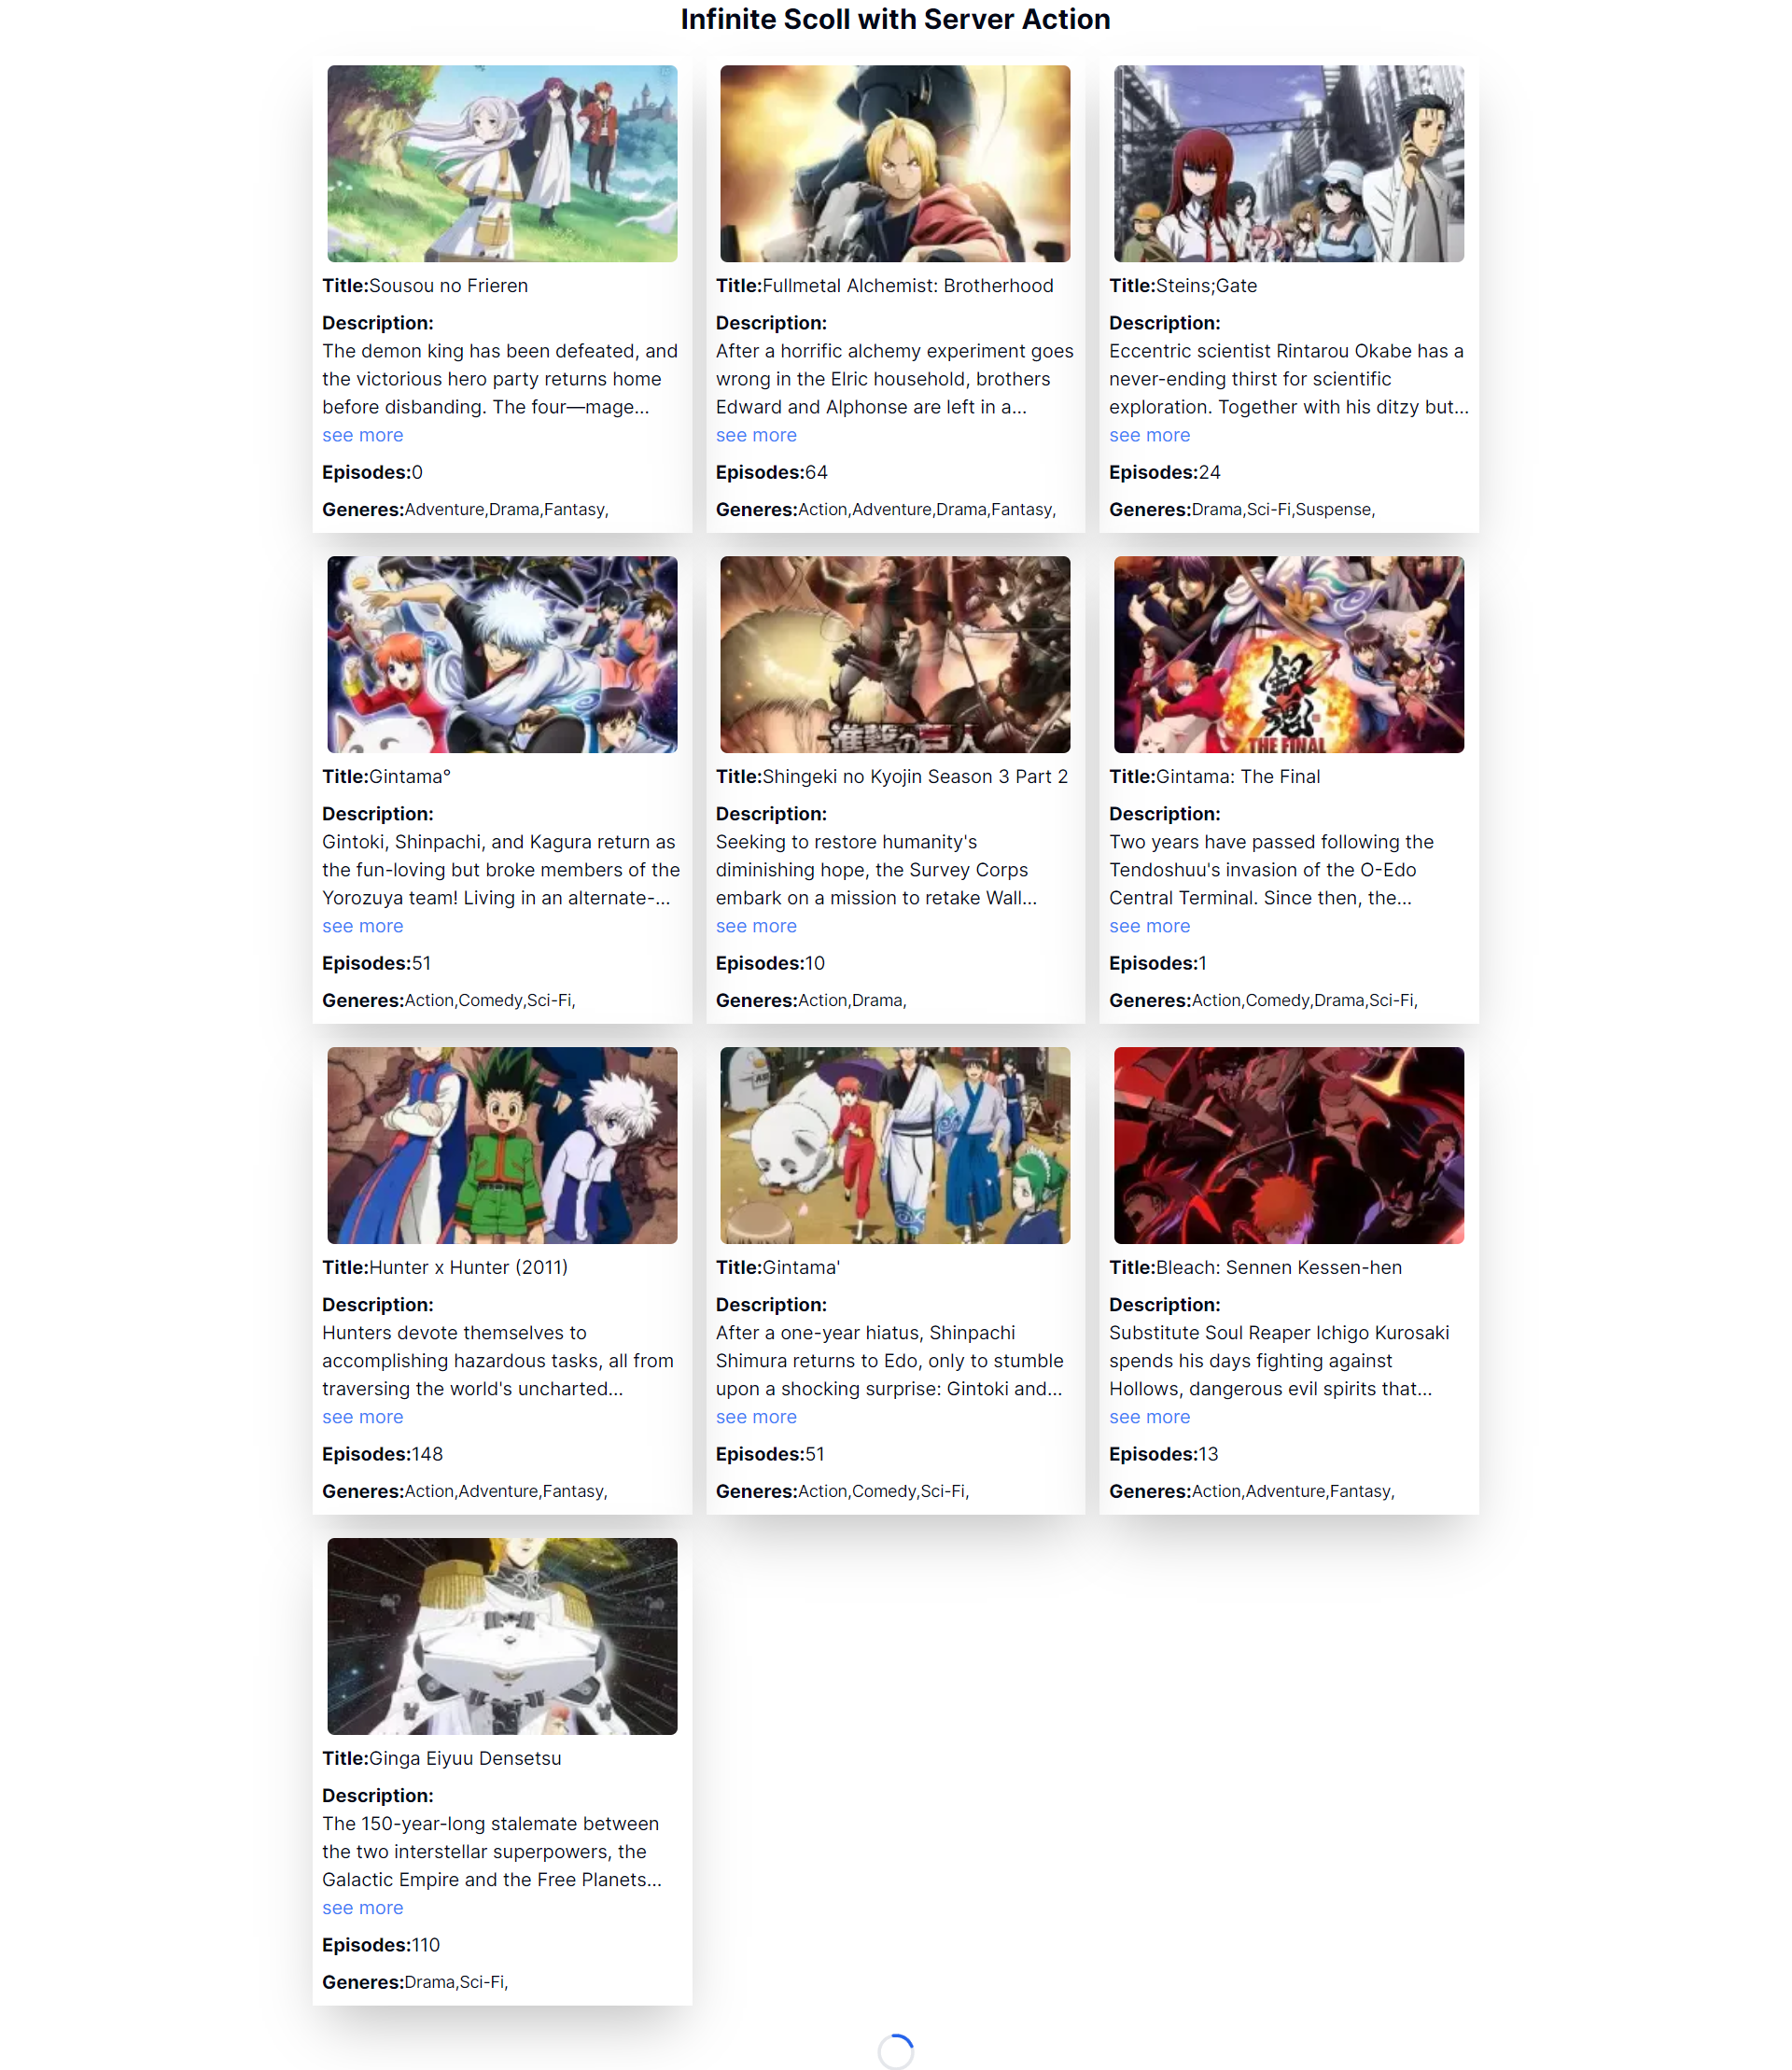 Infinite Scoll with Server Action
Title:Sousou no Frieren
Description:
The demon king has been defeated, and
the victorious hero party returns home
before disbanding. The four—mage...
see more
Episodes:0
Generes:Adventure,Drama,Fantasy,
Title:Fullmetal Alchemist: Brotherhood
Description:
After a horrific alchemy experiment goes
wrong in the Elric household, brothers
Edward and Alphonse are left in a...
see more
Episodes:64
Generes:Action,Adventure,Drama,Fantasy,
Title:Steins;Gate
Description:
Eccentric scientist Rintarou Okabe has a
never-ending thirst for scientific
exploration. Together with his ditzy but...
see more
Episodes:24
Generes:Drama,Sci-Fi,Suspense,
Title:Gintama°
Description:
Gintoki, Shinpachi, and Kagura return as
the fun-loving but broke members of the
Yorozuya team! Living in an alternate-...
see more
Episodes:51
Generes:Action,Comedy,Sci-Fi,
進撃の巨人
Title:Shingeki no Kyojin Season 3 Part 2
Description:
Seeking to restore humanity's
diminishing hope, the Survey Corps
embark on a mission to retake Wall...
see more
Episodes:10
Generes:Action,Drama,
銀魂
THE FINAL
Title:Gintama: The Final
Description:
Two years have passed following the
Tendoshuu's invasion of the O-Edo
Central Terminal. Since then, the...
see more
Episodes:1
Generes:Action,Comedy,Drama,Sci-Fi,
Title:Hunter x Hunter (2011)
Description:
Hunters devote themselves to
accomplishing hazardous tasks, all from
traversing the world's uncharted...
see more
Episodes:148
Generes:Action,Adventure,Fantasy,
Title:Gintama'
Description:
After a one-year hiatus, Shinpachi
Shimura returns to Edo, only to stumble
upon a shocking surprise: Gintoki and...
see more
Episodes:51
Generes:Action,Comedy,Sci-Fi,
Title:Bleach: Sennen Kessen-hen
Description:
Substitute Soul Reaper Ichigo Kurosaki
spends his days fighting against
Hollows, dangerous evil spirits that...
see more
Episodes:13
Generes:Action,Adventure,Fantasy,
Title:Ginga Eiyuu Densetsu
Description:
The 150-year-long stalemate between
the two interstellar superpowers, the
Galactic Empire and the Free Planets...
see more
Episodes:110
Generes:Drama,Sci-Fi,